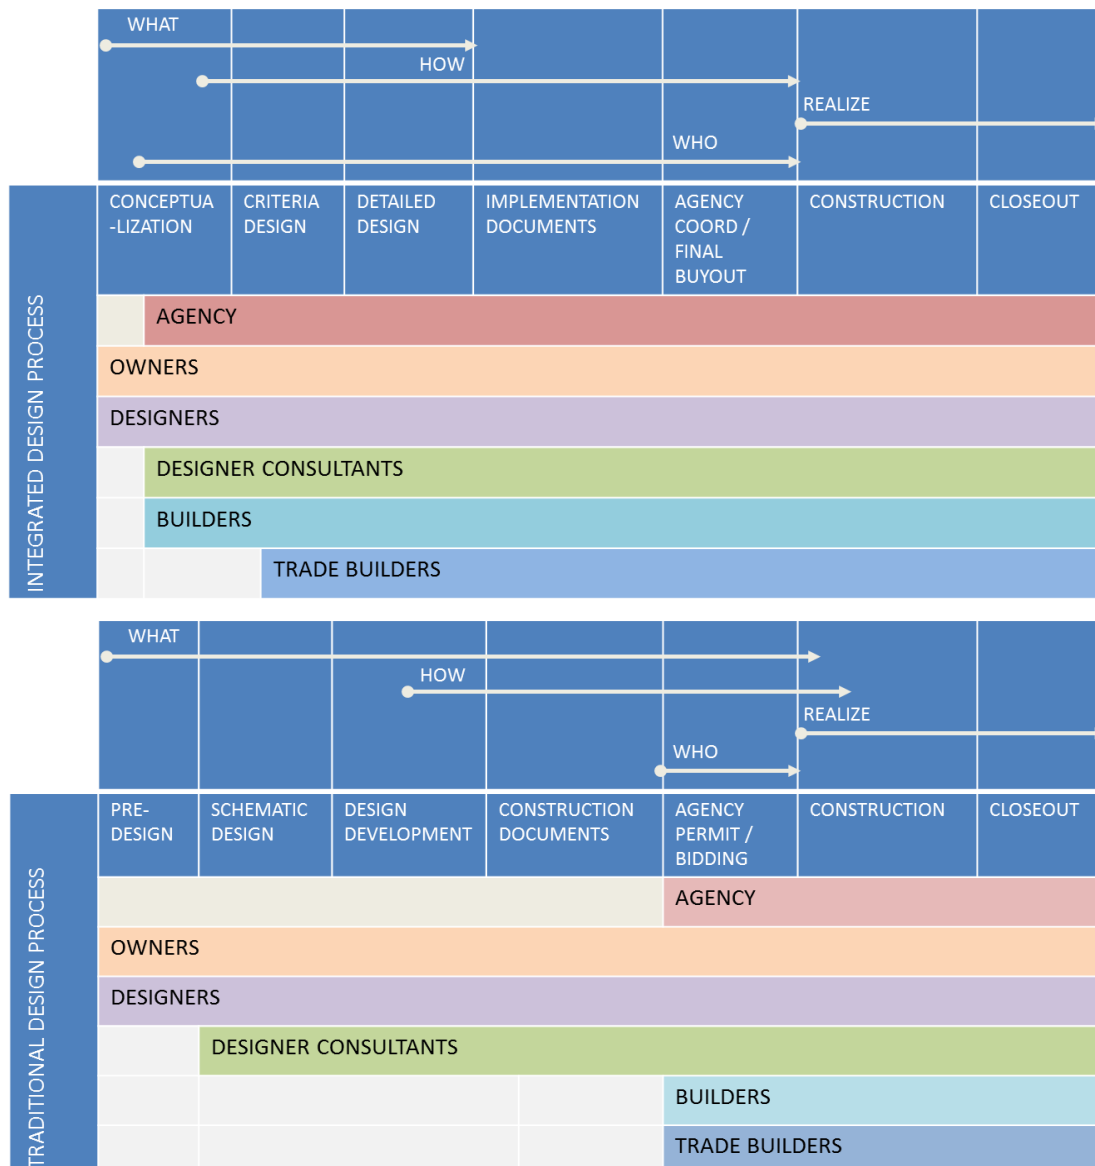 WHAT
HOW
REALIZE
WHO
CONCEPTUA
-LIZATION
CRITERIA
DESIGN
DETAILED
DESIGN
IMPLEMENTATION
DOCUMENTS
AGENCY
COORD /
FINAL
BUYOUT
CONSTRUCTION
CLOSEOUT
INTEGRATED DESIGN PROCESS
AGENCY
OWNERS
DESIGNERS
DESIGNER CONSULTANTS
BUILDERS
TRADE BUILDERS
WHAT
HOW
REALIZE
WHO
PRE-
DESIGN
SCHEMATIC
DESIGN
DESIGN
DEVELOPMENT
CONSTRUCTION
DOCUMENTS
AGENCY
PERMIT /
BIDDING
CONSTRUCTION
CLOSEOUT
TRADITIONAL DESIGN PROCESS
AGENCY
OWNERS
DESIGNERS
DESIGNER CONSULTANTS
BUILDERS
TRADE BUILDERS